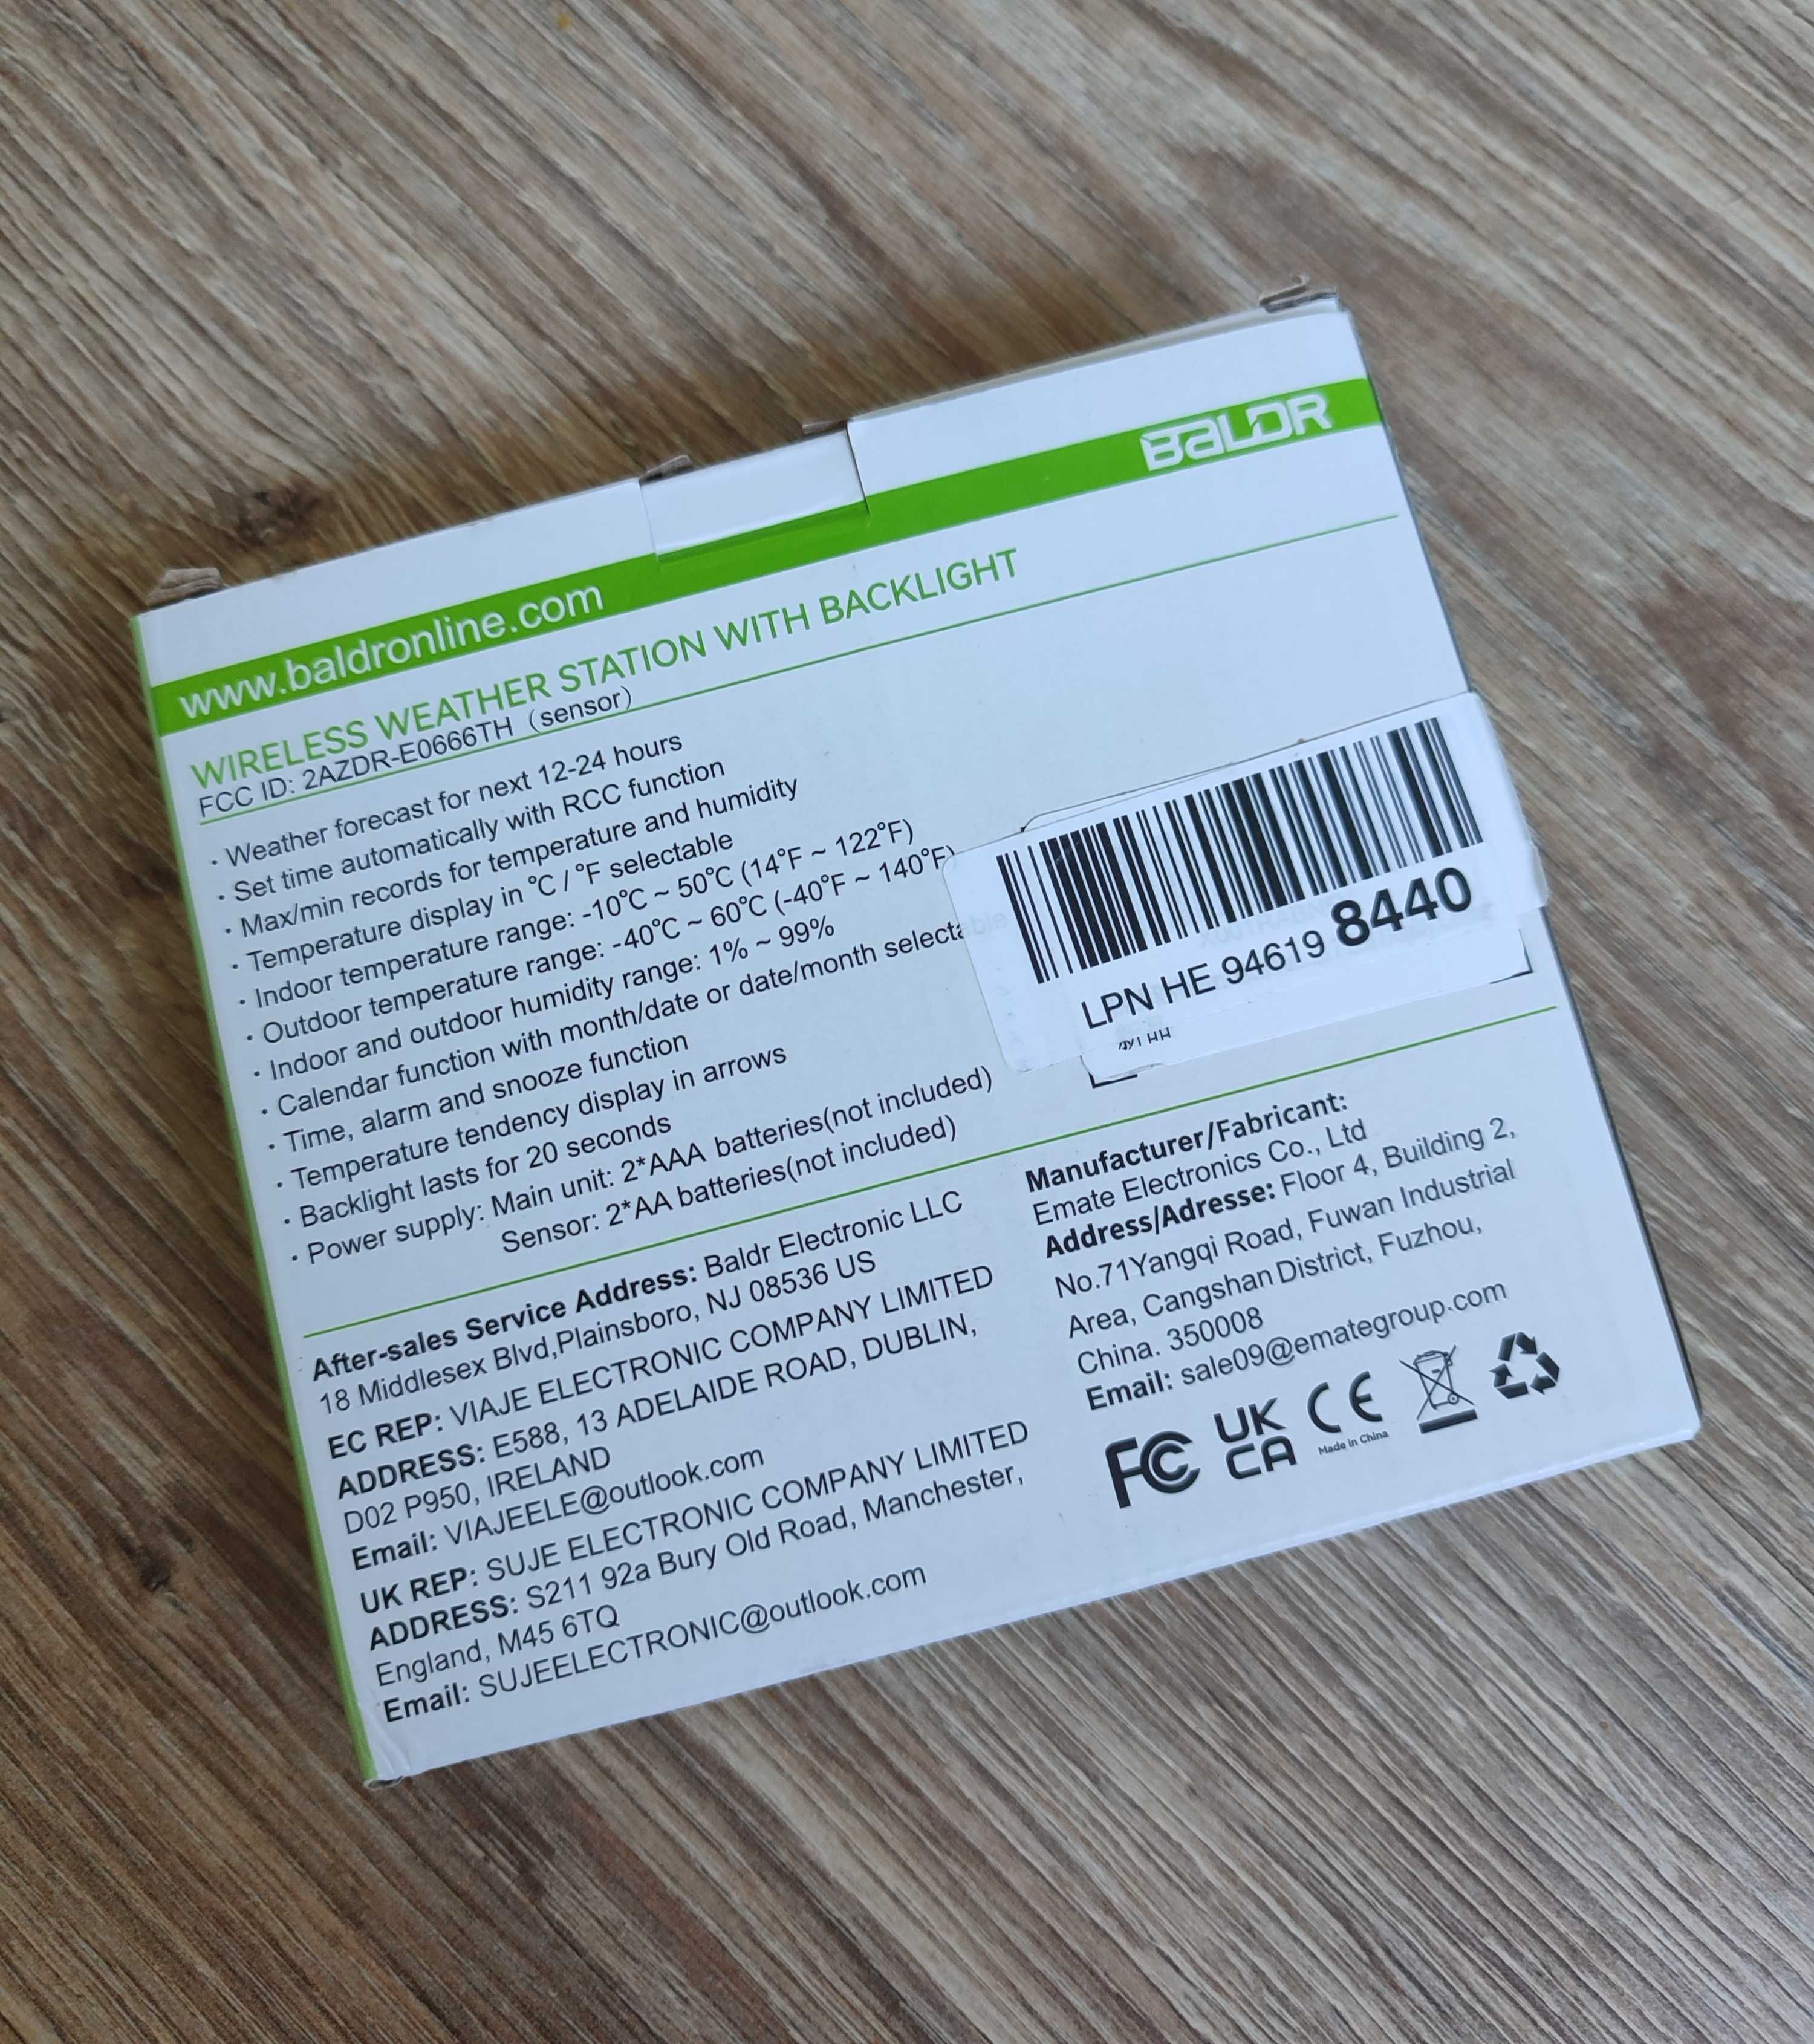 BALDR
www.baldronline.com
WIRELESS WEATHER STATION WITH BACKLIGHT
FCC ID: 2AZDR-E0666TH (sensor)
· Weather forecast for next 12-24 hours
· Set time automatically with RCC function
· Max/min records for temperature and humidity
· Temperature display in °C / °F selectable
· Indoor temperature range: -10°C ~ 50°C (14°F ~ 122°F)
· Outdoor temperature range: -40°C ~ 60°C (-40°F ~ 140°F)
· Indoor and outdoor humidity range: 1% ~ 99%
· Calendar function with month/date or date/month selectable
· Time, alarm and snooze function
· Temperature tendency display in arrows
· Backlight lasts for 20 seconds
· Power supply: Main unit: 2*AAA batteries(not included)
Sensor: 2*AA batteries(not included)
LPN HE 94619 8440
After-sales Service Address: Baldr Electronic LLC
18 Middlesex Blvd,Plainsboro, NJ 08536 US
EC REP: VIAJE ELECTRONIC COMPANY LIMITED
ADDRESS: E588, 13 ADELAIDE ROAD, DUBLIN,
D02 P950, IRELAND
Email: VIAJEELE@outlook.com
UK REP: SUJE ELECTRONIC COMPANY LIMITED
ADDRESS: S211 92a Bury Old Road, Manchester,
England, M45 6TQ
Email: SUJEELECTRONIC@outlook.com
Manufacturer/Fabricant:
Emate Electronics Co., Ltd
Address/Adresse: Floor 4, Building 2,
No.71Yangqi Road, Fuwan Industrial
Area, Cangshan District, Fuzhou,
China. 350008
Email: sale09@emategroup.com
FC UK CA CE
Made in China